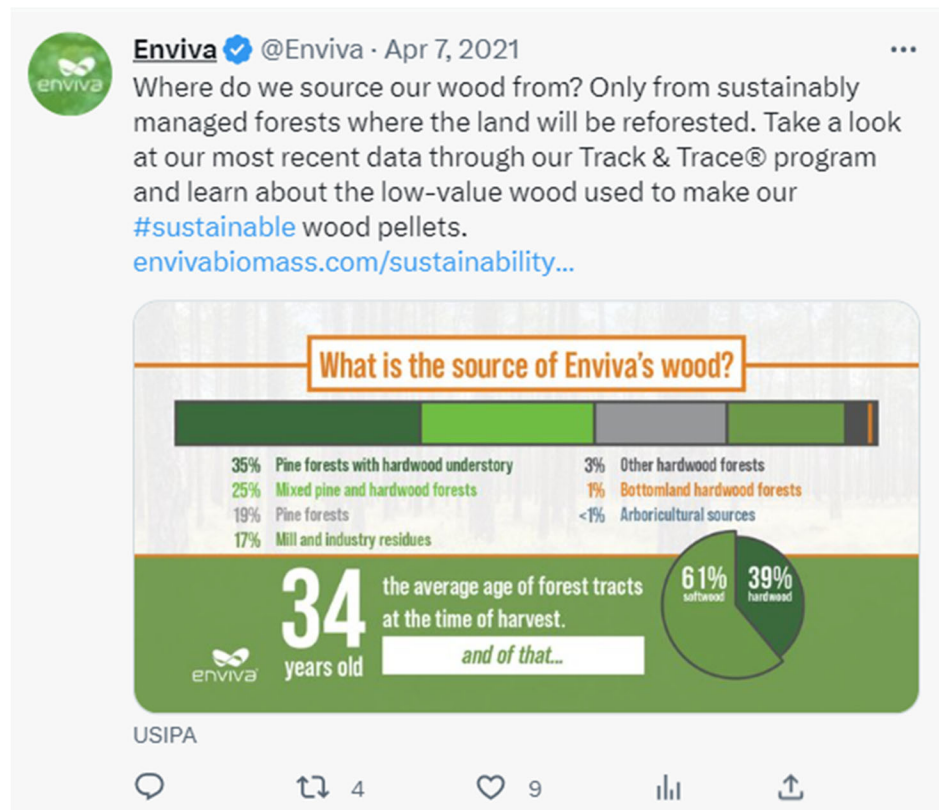 enviva
Enviva @Enviva · Apr 7, 2021
Where do we source our wood from? Only from sustainably
managed forests where the land will be reforested. Take a look
at our most recent data through our Track & Trace® program
and learn about the low-value wood used to make our
#sustainable wood pellets.
envivabiomass.com/sustainability...
What is the source of Enviva's wood?
35% Pine forests with hardwood understory
25% Mixed pine and hardwood forests
19% Pine forests
17% Mill and industry residues
3% Other hardwood forests
1% Bottomland hardwood forests
<1% Arboricultural sources
34
years old
the average age of forest tracts
at the time of harvest.
and of that...
61%
softwood
39%
hardwood
enviva
USIPA
4
9